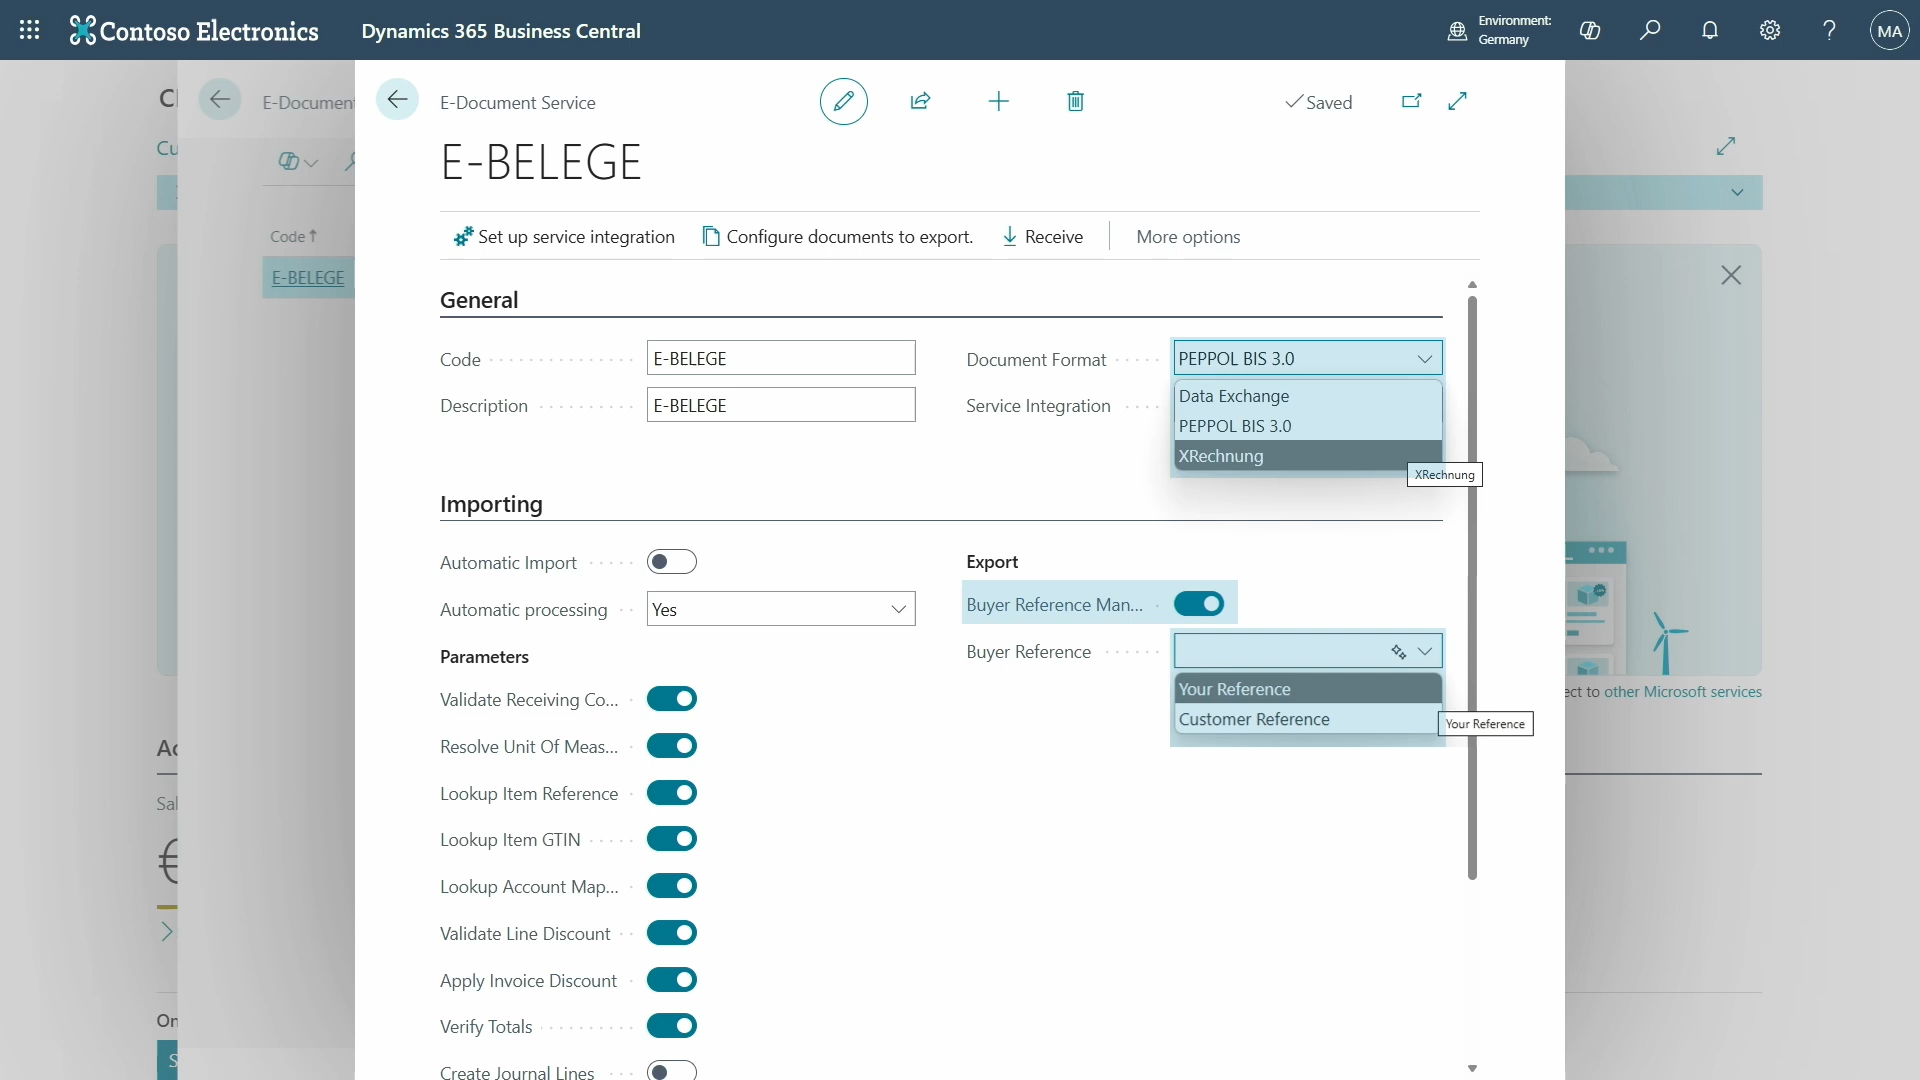 Contoso Electronics
Dynamics 365 Business Central
Environment:
Germany
MA
E-Document
Code
E-BELEGE
E-Document Service
Saved
E-BELEGE
Set up service integration
Configure documents to export.
Receive
More options
General
Code
E-BELEGE
Document Format
PEPPOL BIS 3.0
Description
E-BELEGE
Service Integration
Data Exchange
PEPPOL BIS 3.0
XRechnung
XRechnung
Importing
Automatic Import
Export
Automatic processing
Yes
Buyer Reference Man...
Buyer Reference
Parameters
Your Reference
Customer Reference
Your Reference
Validate Receiving Co...
Resolve Unit Of Meas...
Lookup Item Reference
Lookup Item GTIN
Lookup Account Map...
Validate Line Discount
Apply Invoice Discount
Verify Totals
Create Journal Lines
Cu
Sal
€
On
S
ect to other Microsoft services